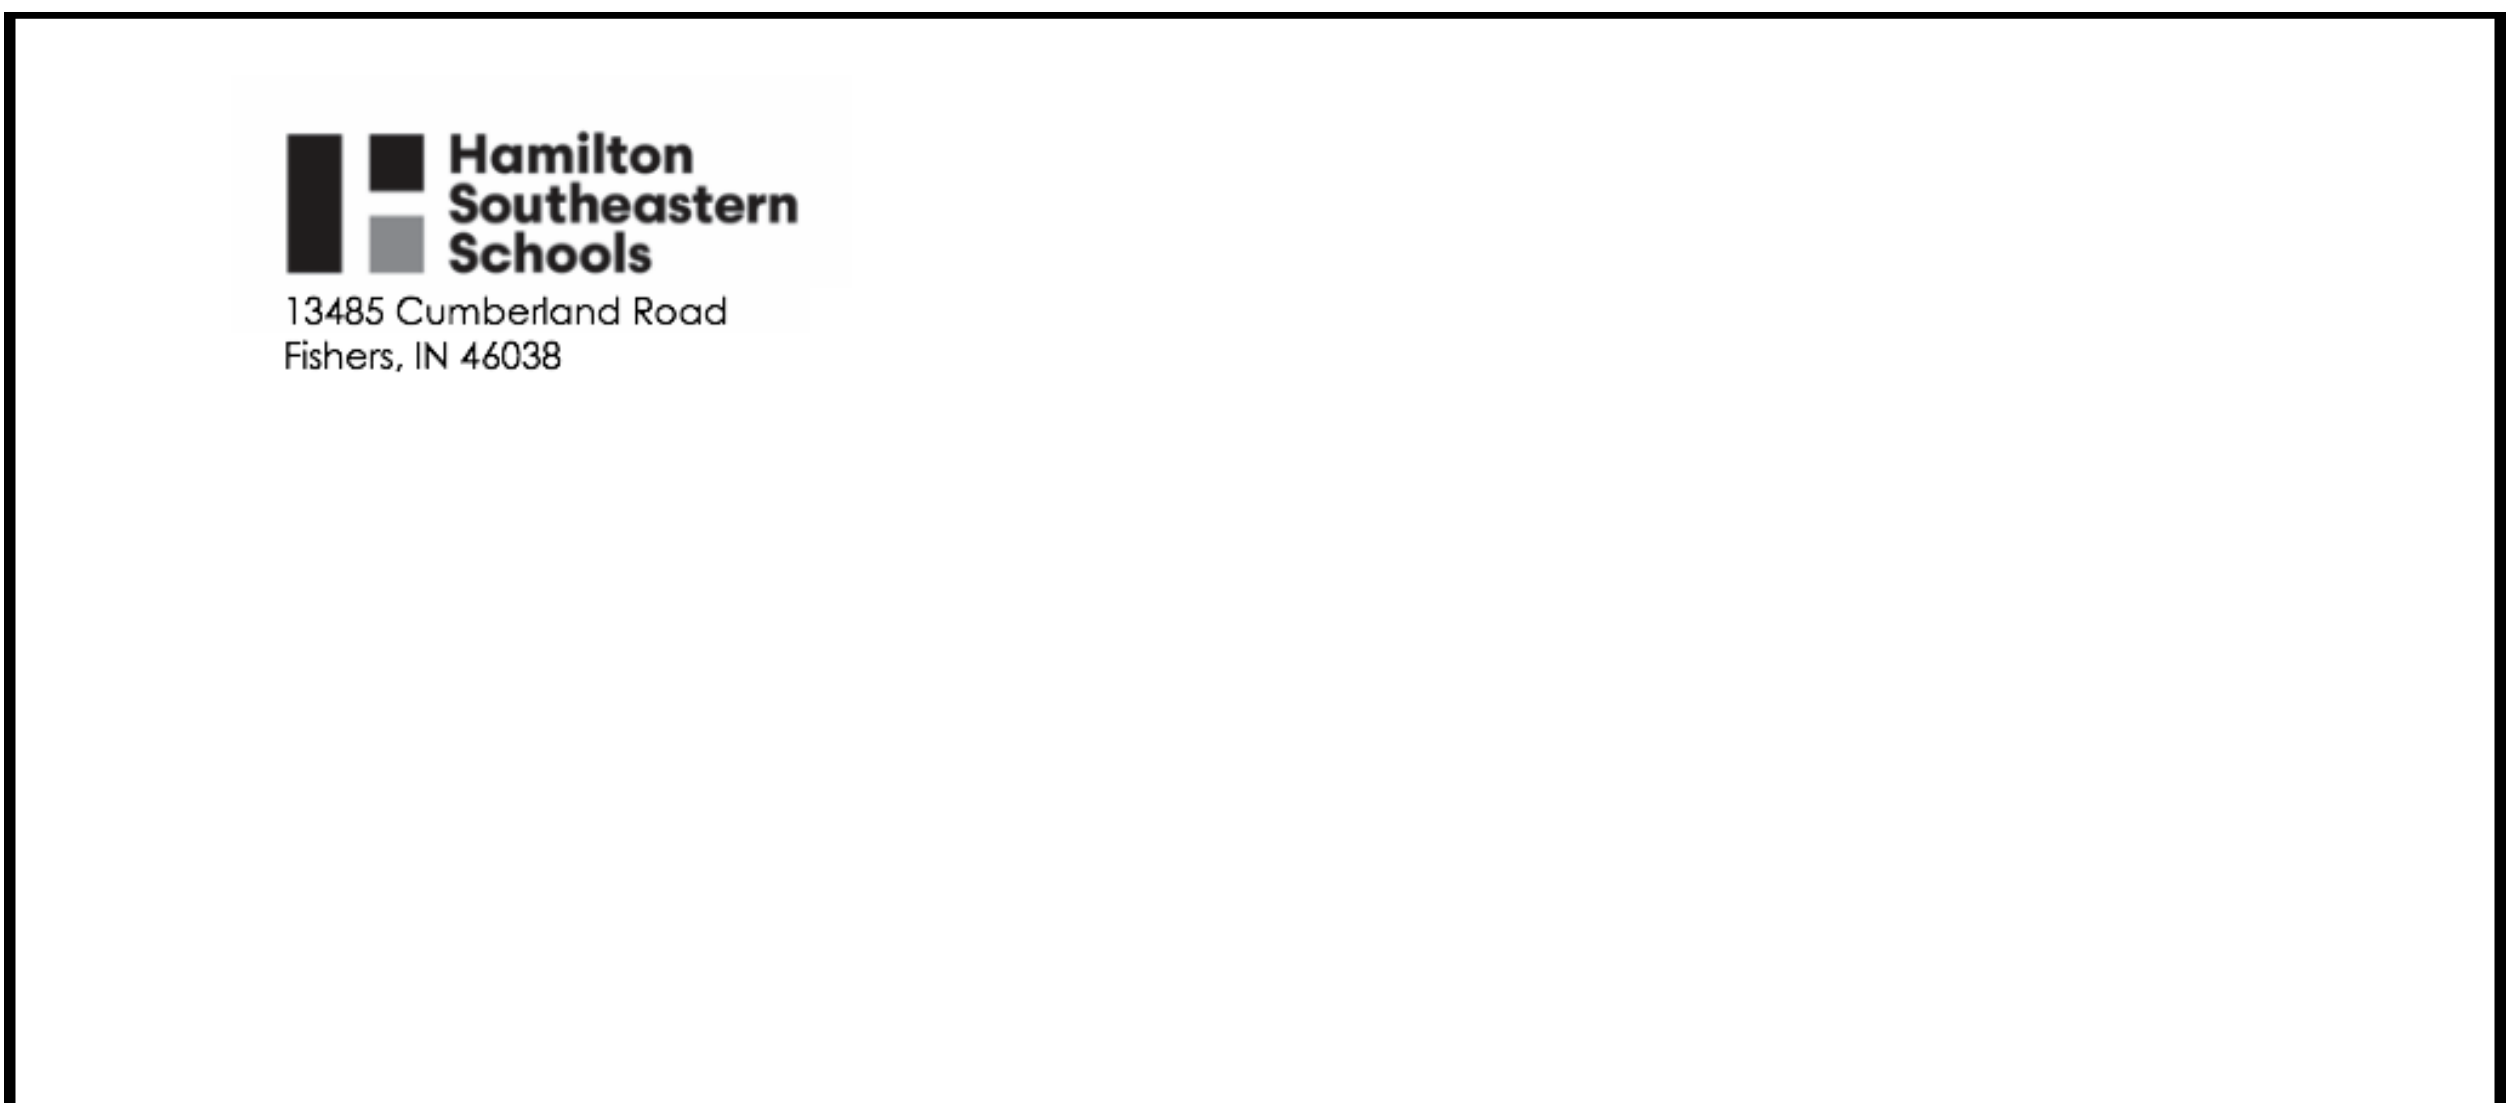 Hamilton
Southeastern
Schools
13485 Cumberland Road
Fishers, IN 46038